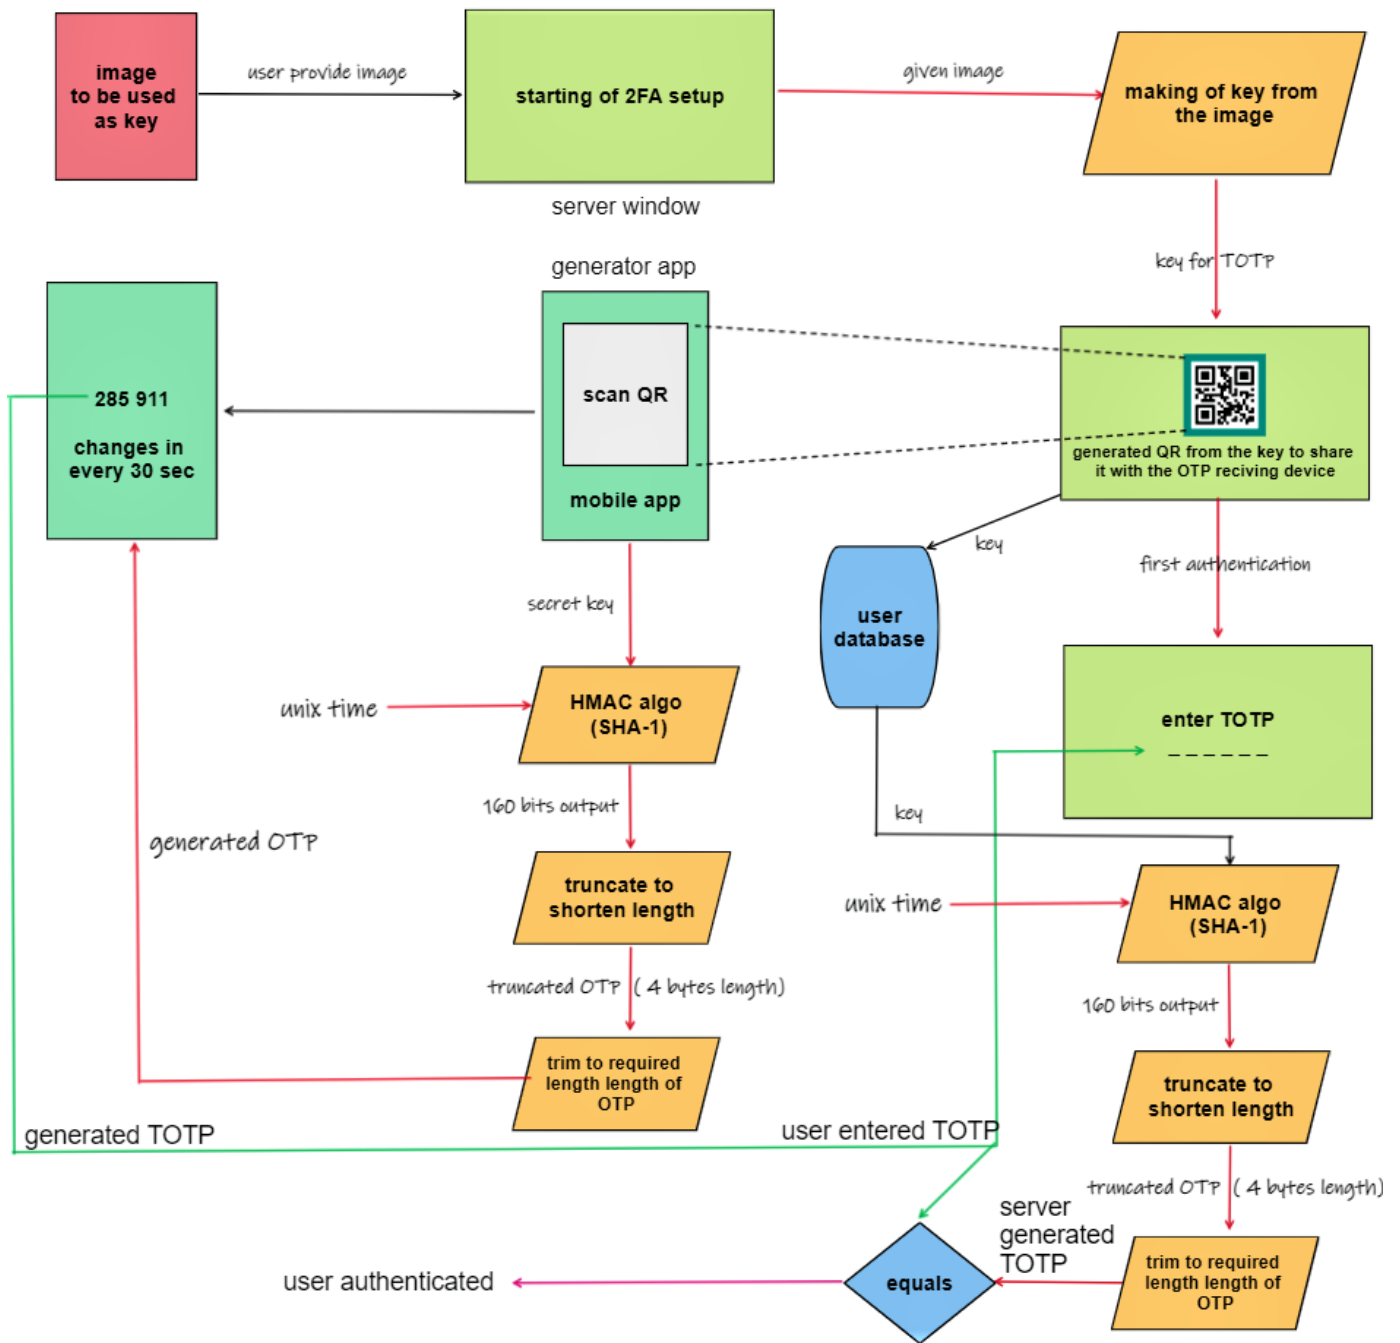 image
to be used
as key
user provide image
starting of 2FA setup
server window
given image
making of key from
the image
key for TOTP
generated QR from the key to share
it with the OTP reciving device
generator app
scan QR
mobile app
285 911
changes in
every 30 sec
key
first authentication
user
database
secret key
unix time
HMAC algo
(SHA-1)
160 bits output
truncate to
shorten length
truncated OTP ( 4 bytes length)
trim to required
length length of
OTP
generated OTP
generated TOTP
user entered TOTP
enter TOTP
_ _ _ _ _ _
key
unix time
HMAC algo
(SHA-1)
160 bits output
truncate to
shorten length
truncated OTP ( 4 bytes length)
trim to required
length length of
OTP
server
generated
TOTP
equals
user authenticated